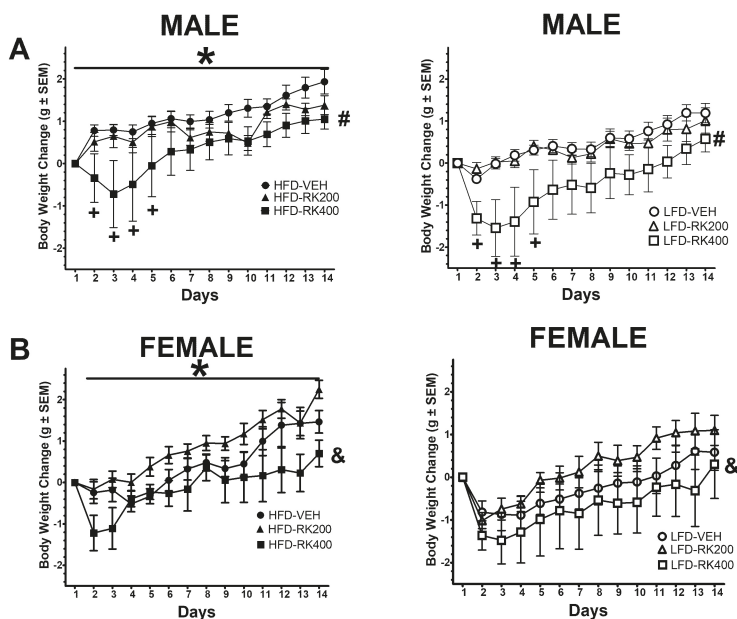 A
MALE
*
2
1
0
-1
-2
Body Weight Change (g ± SEM)
#
+ + + +
HFD-VEH
HFD-RK200
HFD-RK400
1 2 3 4 5 6 7 8 9 10 11 12 13 14
Days
MALE
2
1
0
-1
-2
Body Weight Change (g ± SEM)
#
+ + + +
LFD-VEH
LFD-RK200
LFD-RK400
1 2 3 4 5 6 7 8 9 10 11 12 13 14
Days
B
FEMALE
*
2
1
0
-1
-2
Body Weight Change (g ± SEM)
&
HFD-VEH
HFD-RK200
HFD-RK400
1 2 3 4 5 6 7 8 9 10 11 12 13 14
Days
FEMALE
2
1
0
-1
-2
Body Weight Change (g ± SEM)
&
LFD-VEH
LFD-RK200
LFD-RK400
1 2 3 4 5 6 7 8 9 10 11 12 13 14
Days